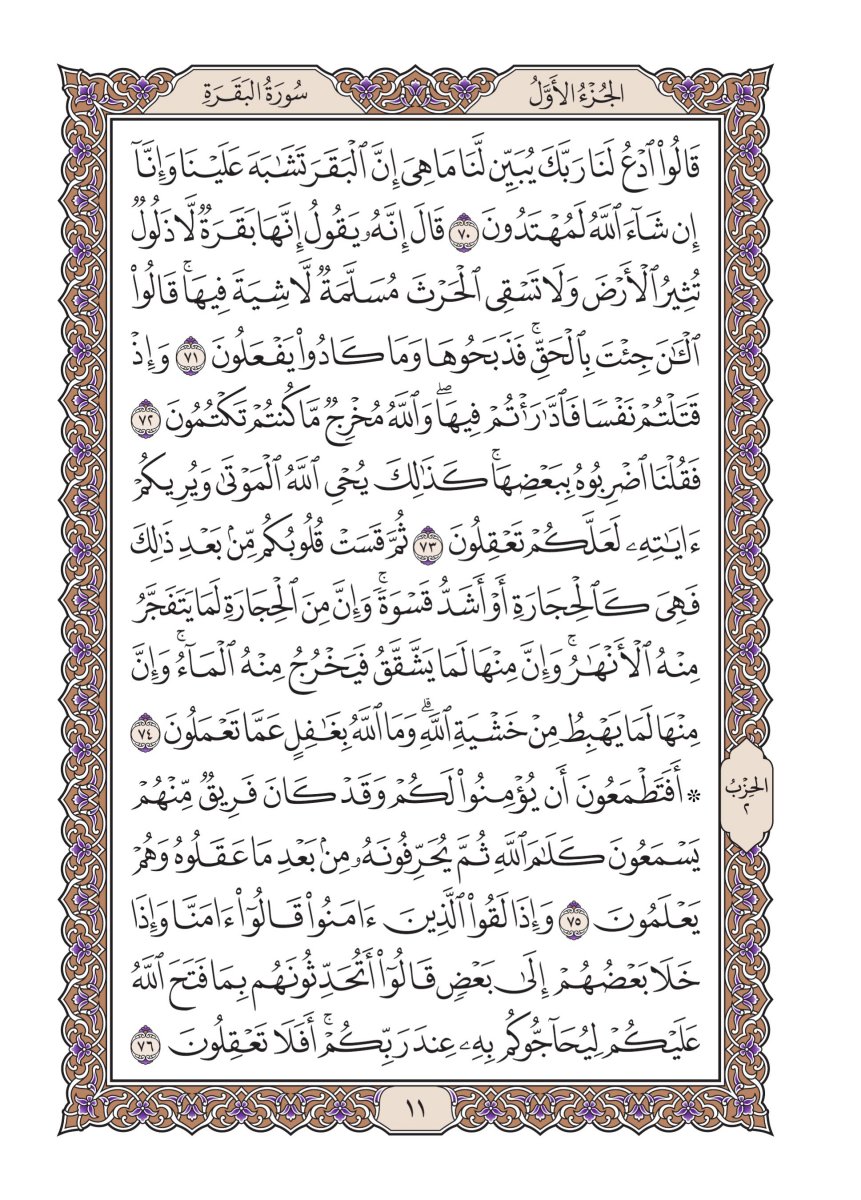 الجُزْءُ الأَوَّلُ
سُورَةُ البَقَرَةِ
قَالُوا۟ ٱدْعُ لَنَا رَبَّكَ يُبَيِّن لَّنَا مَا هِىَ إِنَّ ٱلْبَقَرَ تَشَٰبَهَ عَلَيْنَا وَإِنَّآ
إِن شَآءَ ٱللَّهُ لَمُهْتَدُونَ ٧٠ قَالَ إِنَّهُۥ يَقُولُ إِنَّهَا بَقَرَةٌ لَّا ذَلُولٌ
تُثِيرُ ٱلْأَرْضَ وَلَا تَسْقِى ٱلْحَرْثَ مُسَلَّمَةٌ لَّا شِيَةَ فِيهَاۚ قَالُوا۟
ٱلْـَٰٔنَ جِئْتَ بِٱلْحَقِّۚ فَذَبَحُوهَا وَمَا كَادُوا۟ يَفْعَلُونَ ٧١ وَإِذْ
قَتَلْتُمْ نَفْسًا فَٱدَّٰرَْٰٔتُمْ فِيهَاۖ وَٱللَّهُ مُخْرِجٌ مَّا كُنتُمْ تَكْتُمُونَ ٧٢
فَقُلْنَا ٱضْرِبُوهُ بِبَعْضِهَاۚ كَذَٰلِكَ يُحْىِ ٱللَّهُ ٱلْمَوْتَىٰ وَيُرِيكُمْ
ءَايَٰتِهِۦ لَعَلَّكُمْ تَعْقِلُونَ ٧٣ ثُمَّ قَسَتْ قُلُوبُكُم مِّنۢ بَعْدِ ذَٰلِكَ
فَهِىَ كَٱلْحِجَارَةِ أَوْ أَشَدُّ قَسْوَةًۚ وَإِنَّ مِنَ ٱلْحِجَارَةِ لَمَا يَتَفَجَّرُ
مِنْهُ ٱلْأَنْهَٰرُۚ وَإِنَّ مِنْهَا لَمَا يَشَّقَّقُ فَيَخْرُجُ مِنْهُ ٱلْمَآءُۚ وَإِنَّ
مِنْهَا لَمَا يَهْبِطُ مِنْ خَشْيَةِ ٱللَّهِۗ وَمَا ٱللَّهُ بِغَٰفِلٍ عَمَّا تَعْمَلُونَ ٧٤
۞ أَفَتَطْمَعُونَ أَن يُؤْمِنُوا۟ لَكُمْ وَقَدْ كَانَ فَرِيقٌ مِّنْهُمْ
يَسْمَعُونَ كَلَٰمَ ٱللَّهِ ثُمَّ يُحَرِّفُونَهُۥ مِنۢ بَعْدِ مَا عَقَلُوهُ وَهُمْ
يَعْلَمُونَ ٧٥ وَإِذَا لَقُوا۟ ٱلَّذِينَ ءَامَنُوا۟ قَالُوٓا۟ ءَامَنَّا وَإِذَا
خَلَا بَعْضُهُمْ إِلَىٰ بَعْضٍ قَالُوٓا۟ أَتُحَدِّثُونَهُم بِمَا فَتَحَ ٱللَّهُ
عَلَيْكُمْ لِيُحَآجُّوكُم بِهِۦ عِندَ رَبِّكُمْۚ أَفَلَا تَعْقِلُونَ ٧٦
الحِزْبُ
٢
١١